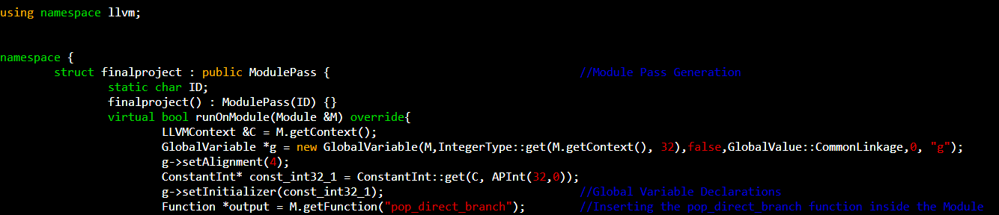 using namespace llvm;
namespace {
struct finalproject : public ModulePass { //Module Pass Generation
static char ID;
finalproject() : ModulePass(ID) {}
virtual bool runOnModule(Module &M) override{
LLVMContext &C = M.getContext();
GlobalVariable *g = new GlobalVariable(M,IntegerType::get(M.getContext(), 32),false,GlobalValue::CommonLinkage,0, "g");
g->setAlignment(4);
ConstantInt* const_int32_1 = ConstantInt::get(C, APInt(32,0));
g->setInitializer(const_int32_1); //Global Variable Declarations
Function *output = M.getFunction("pop_direct_branch"); //Inserting the pop_direct_branch function inside the Module